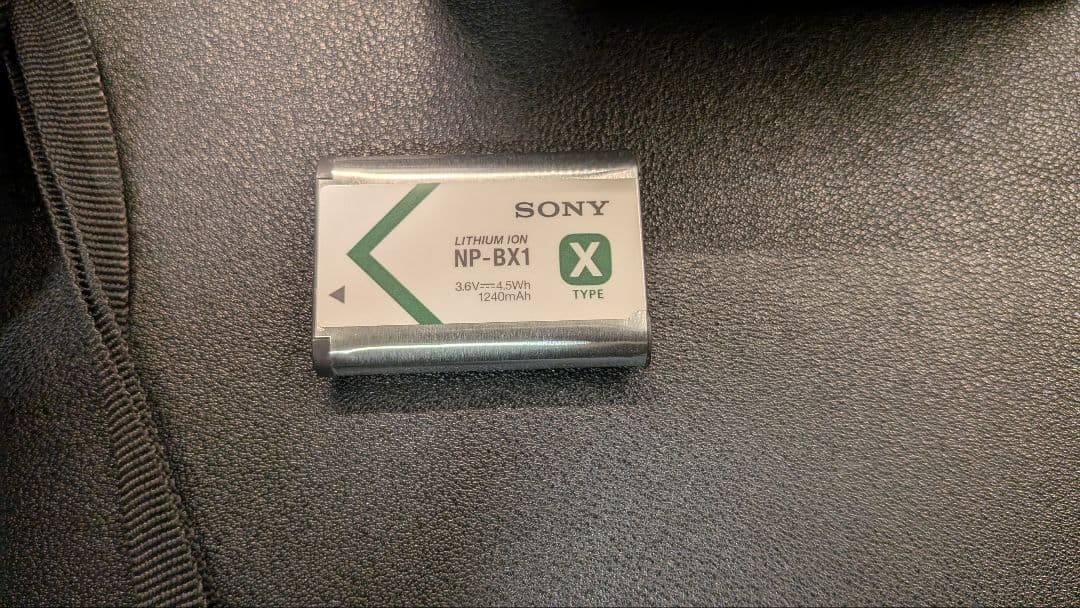 SONY
LITHIUM ION
NP-BX1
3.6V⎓4.5Wh
1240mAh
X
TYPE